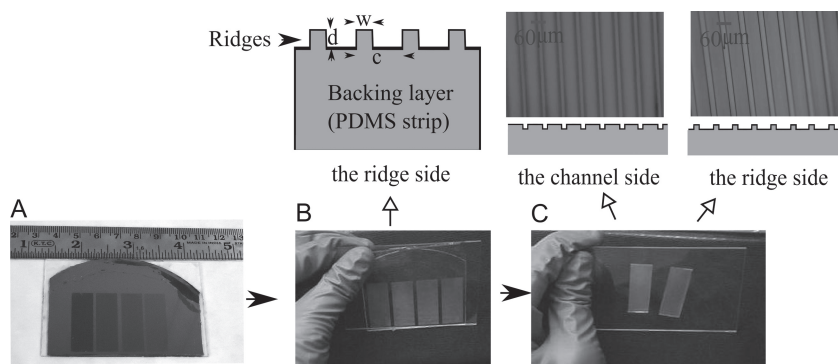 Ridges
w
d
c
Backing layer
(PDMS strip)
60μm
60μm
the ridge side
the channel side
the ridge side
A
B
C
1
2
3
4
5